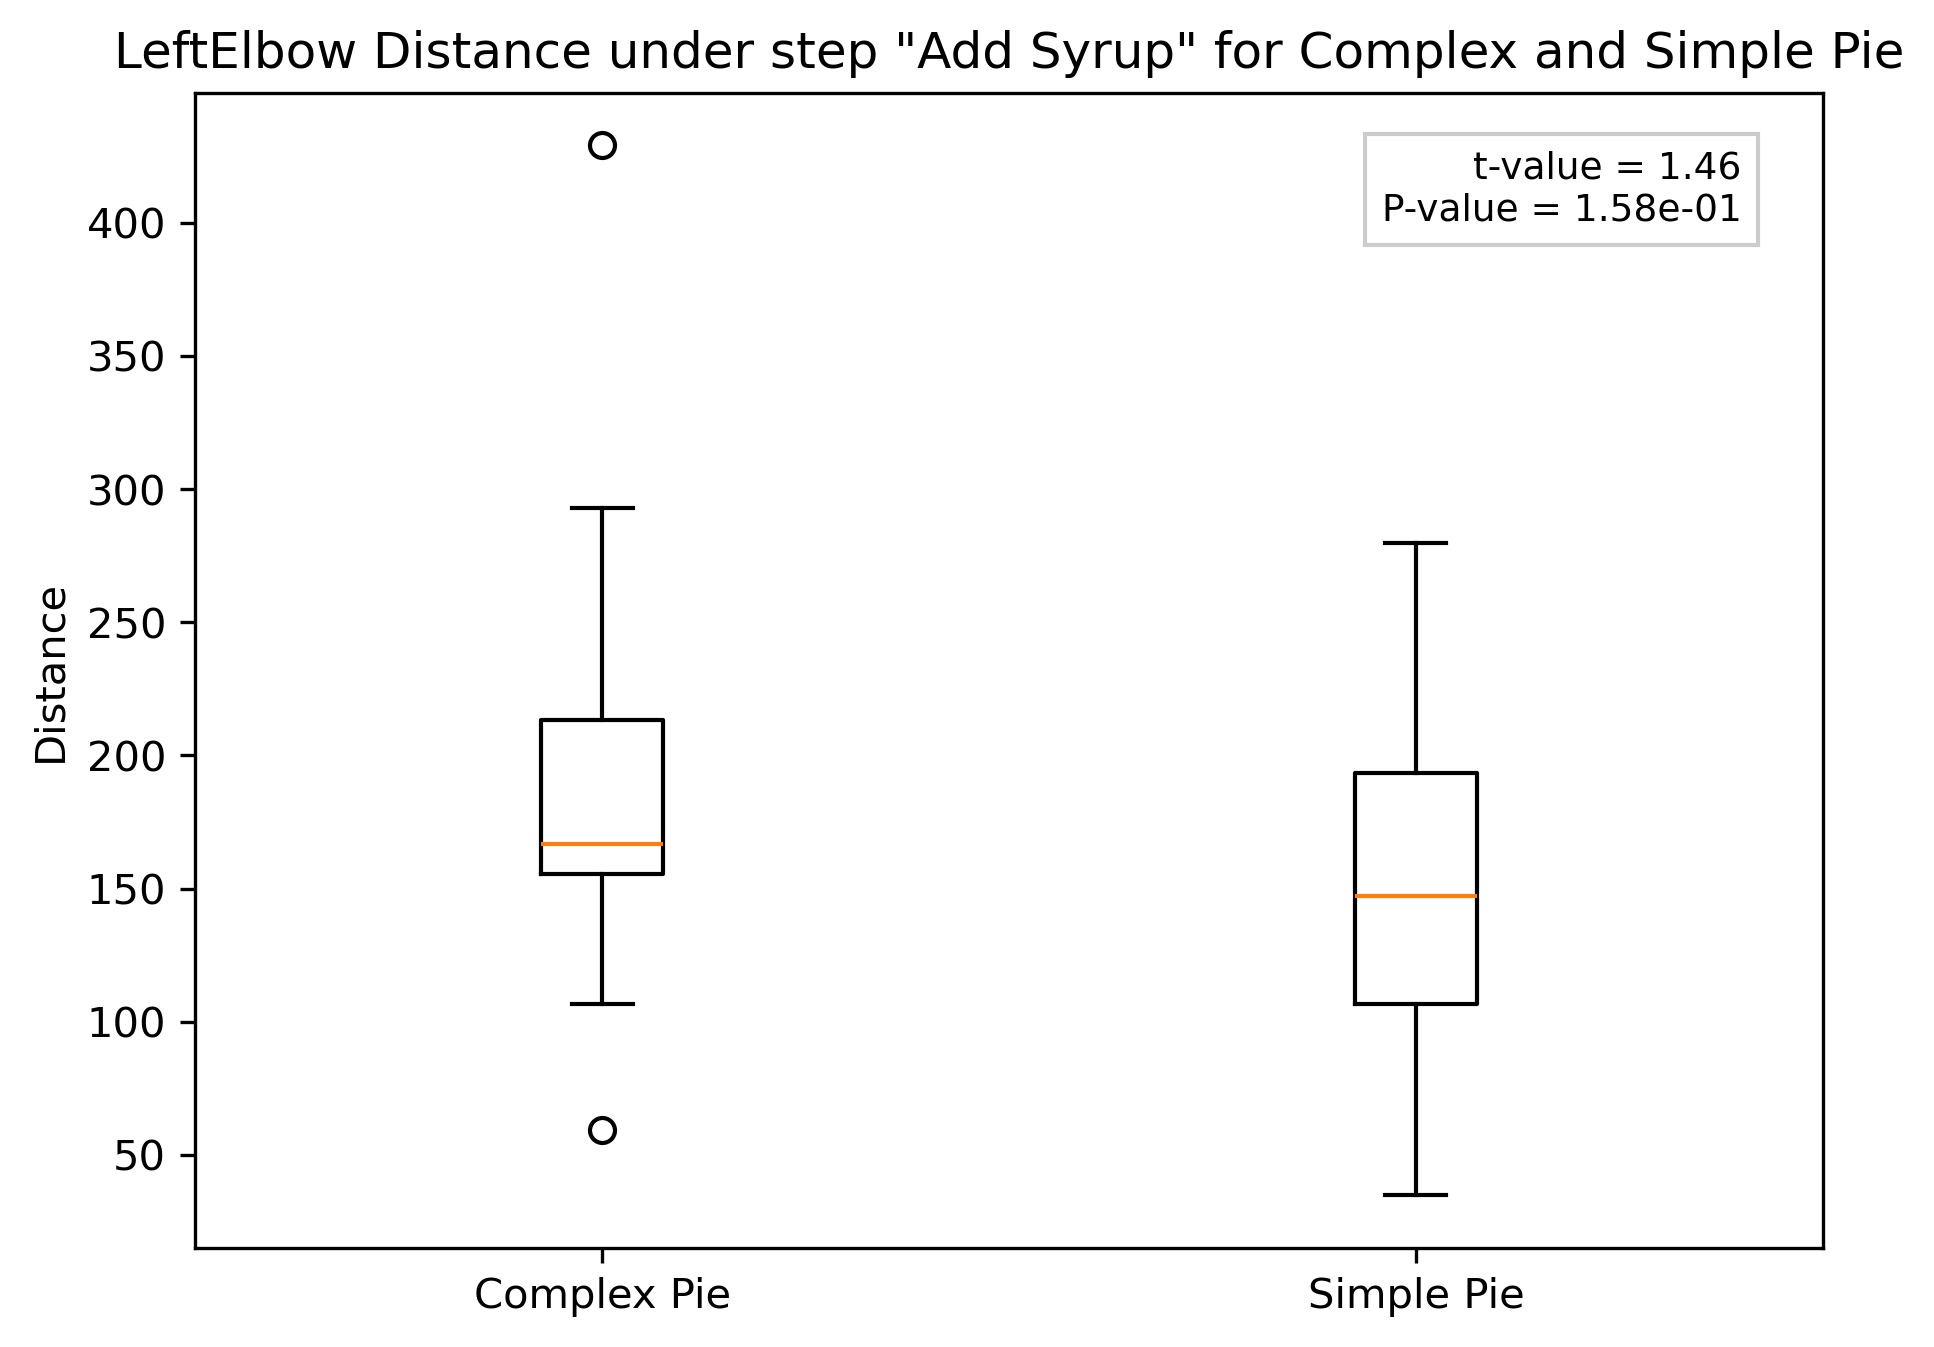 LeftElbow Distance under step "Add Syrup" for Complex and Simple Pie
t-value = 1.46
P-value = 1.58e-01
400
350
300
250
200
150
100
50
Distance
Complex Pie
Simple Pie